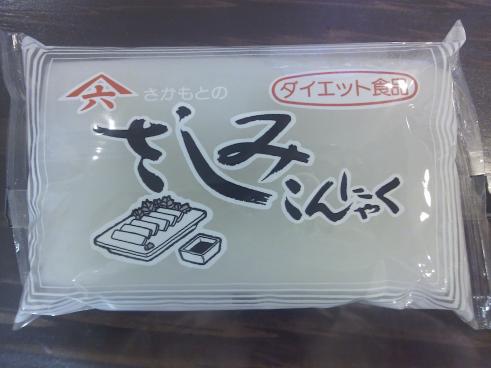 六
さかもとの
ダイエット食品
さしみ
こんにゃく